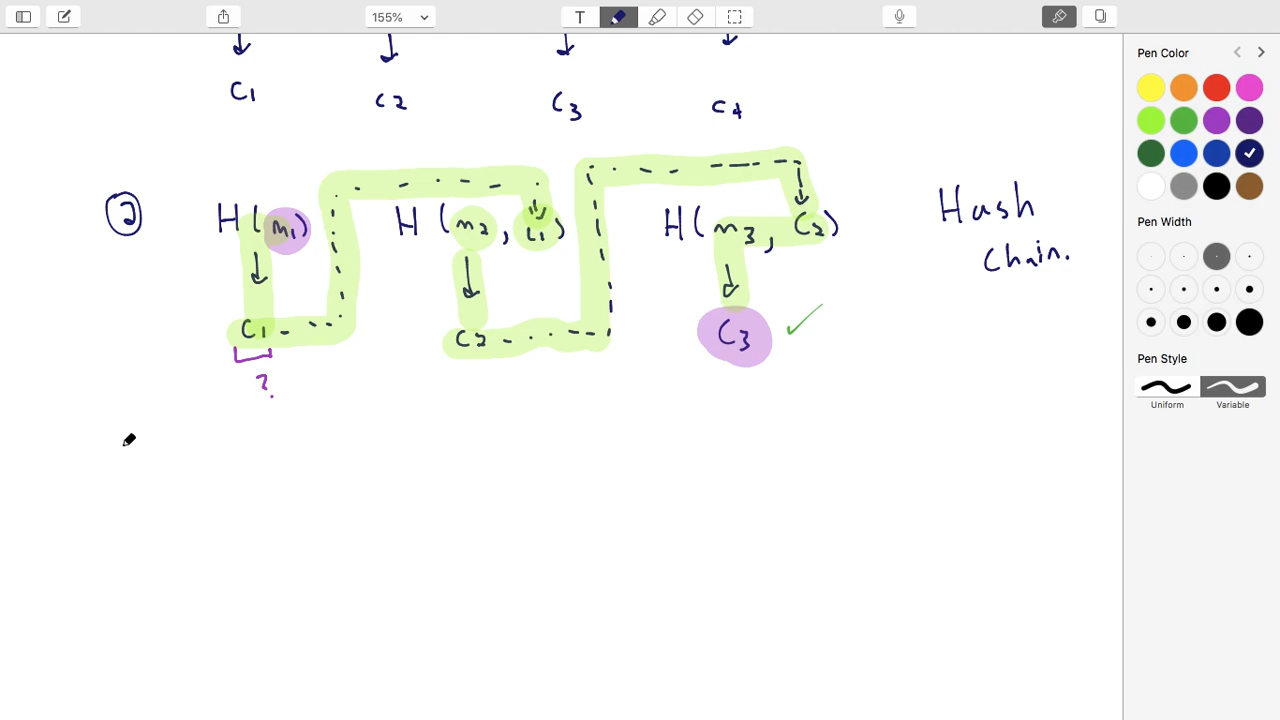 155%
T
C1 C2 C3 C4
② H(m1) H(m2, C1) H(m3, C2)
Hash
Chain.
C1 C2 C3 ✓
?
Pen Color
Pen Width
Pen Style
Uniform Variable